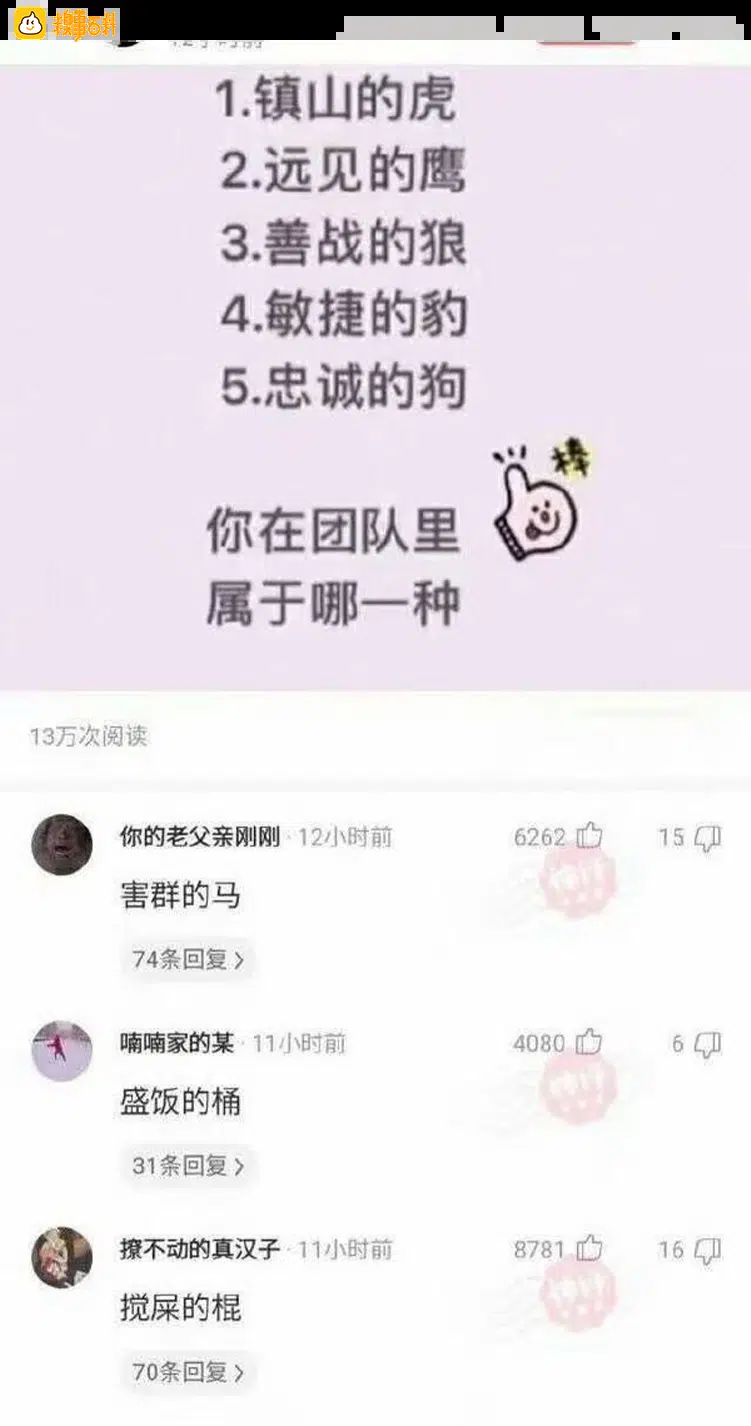 糗事百科
1.镇山的虎
2.远见的鹰
3.善战的狼
4.敏捷的豹
5.忠诚的狗
棒
你在团队里
属于哪一种
13万次阅读
你的老父亲刚刚 · 12小时前 6262 15
害群的马
74条回复 >
喃喃家的某 · 11小时前 4080 6
盛饭的桶
31条回复 >
撩不动的真汉子 · 11小时前 8781 16
搅屎的棍
70条回复 >